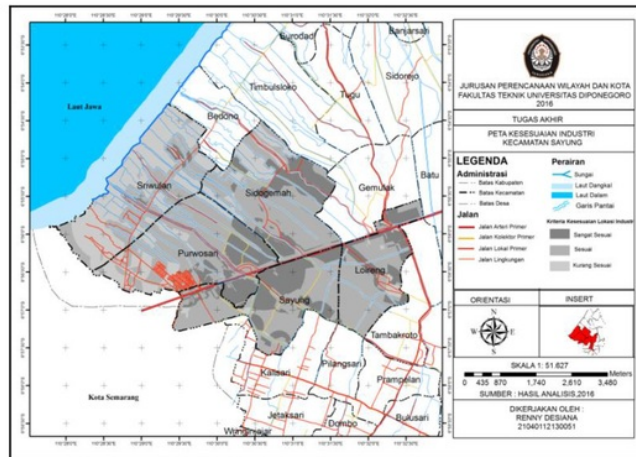 Laut Jawa
Surodadi
Banjarsari
Timbulsloko
Tugu
Sidorejo
Bedono
Sriwulan
Sidogemah
Gemulak
Batu
Purwosari
Loireng
Sayung
Tambakroto
Kalisari
Pilangsari
Prampelan
Kota Semarang
Jetaksari
Dombo
Bulusari
JURUSAN PERENCANAAN WILAYAH DAN KOTA
FAKULTAS TEKNIK UNIVERSITAS DIPONEGORO
2016
TUGAS AKHIR
PETA KESESUAIAN INDUSTRI
KECAMATAN SAYUNG
LEGENDA
Administrasi
Batas Kabupaten
Batas Kecamatan
Batas Desa
Jalan
Jalan Arteri Primer
Jalan Kolektor Primer
Jalan Lokal Primer
Jalan Lingkungan
Perairan
Sungai
Laut Dangkal
Laut Dalam
Garis Pantai
Kriteria Kesesuaian Lokasi Industri
Sangat Sesuai
Sesuai
Kurang Sesuai
ORIENTASI
N
W E
S
INSERT
SKALA 1: 51.627
Meters
0 435 870 1,740 2,610 3,480
SUMBER : HASIL ANALISIS,2016
DIKERJAKAN OLEH :
RENNY DESIANA
21040112130051